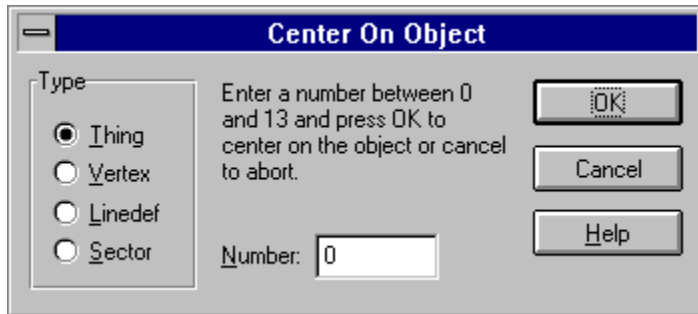 Center On Object
Type
Thing
Vertex
Linedef
Sector
Enter a number between 0
and 13 and press OK to
center on the object or cancel
to abort.
Number: 0
OK
Cancel
Help